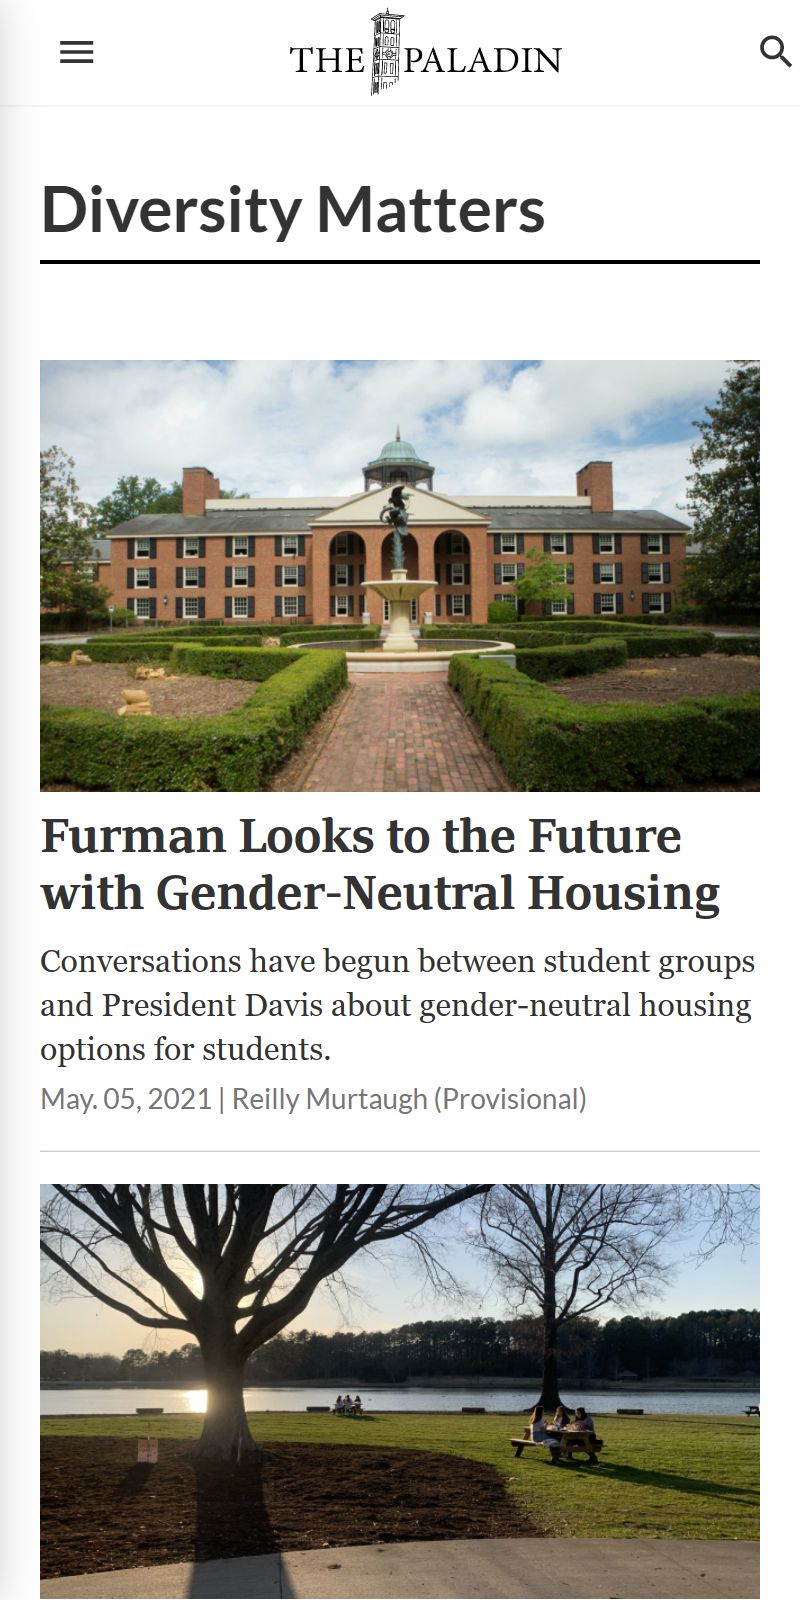 THE PALADIN
Diversity Matters
Furman Looks to the Future
with Gender-Neutral Housing
Conversations have begun between student groups
and President Davis about gender-neutral housing
options for students.
May. 05, 2021 | Reilly Murtaugh (Provisional)